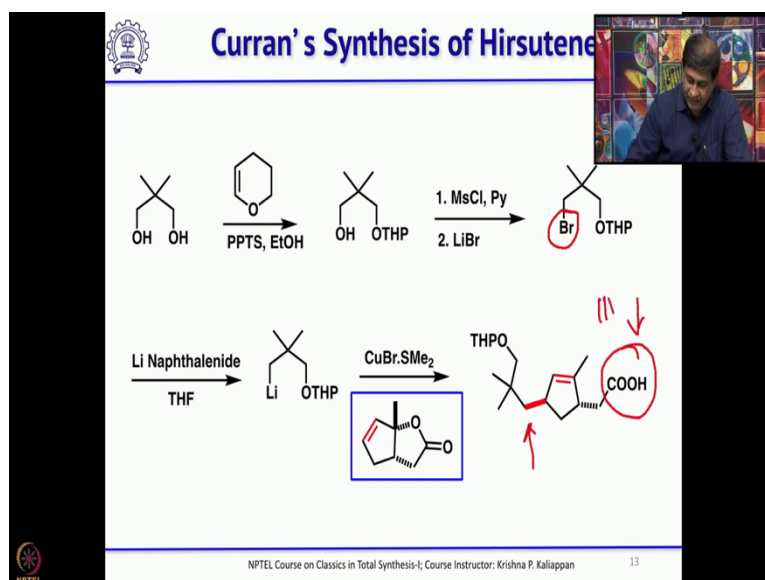 Curran's Synthesis of Hirsutene
OH OH
O
PPTS, EtOH
OH OTHP
1. MsCl, Py
2. LiBr
Br OTHP
Li Naphthalenide
THF
Li OTHP
CuBr.SMe2
O
O
THPO
COOH
NPTEL Course on Classics in Total Synthesis-I; Course Instructor: Krishna P. Kaliappan
13
NPTEL